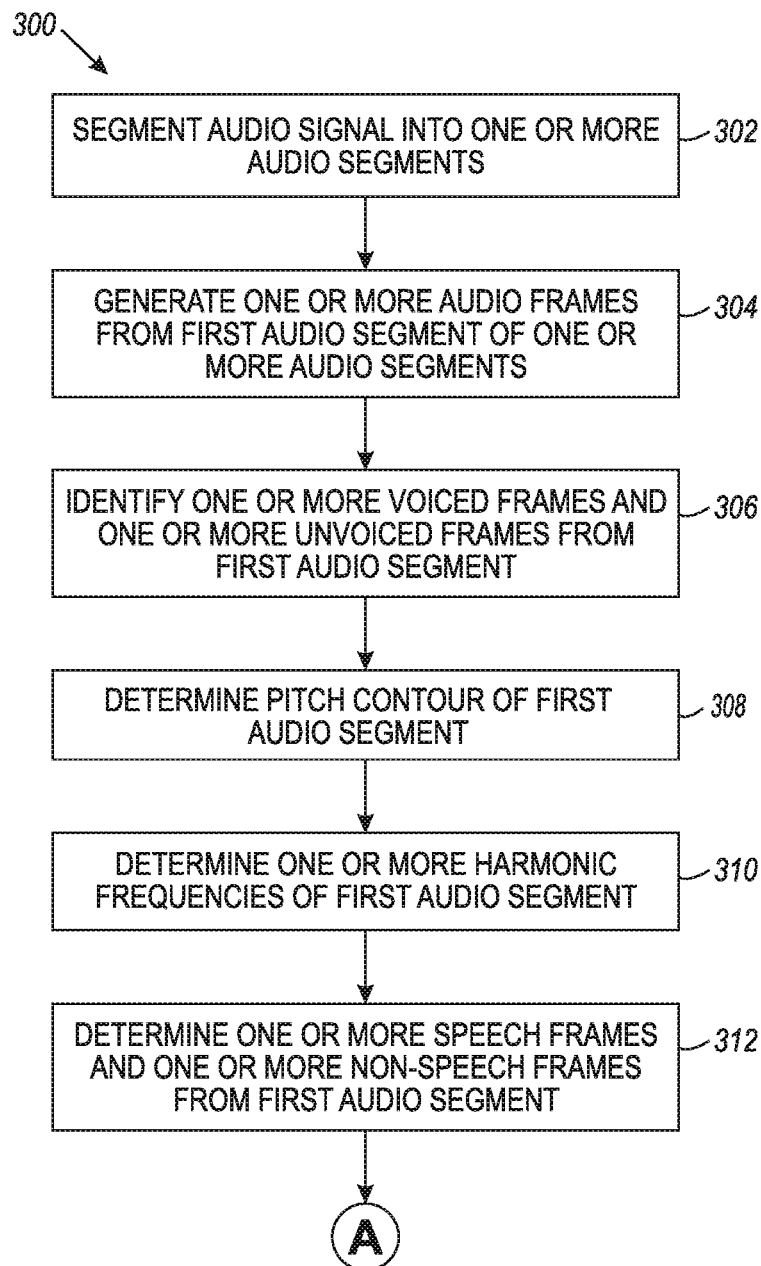 300
SEGMENT AUDIO SIGNAL INTO ONE OR MORE
AUDIO SEGMENTS
302
GENERATE ONE OR MORE AUDIO FRAMES
FROM FIRST AUDIO SEGMENT OF ONE OR
MORE AUDIO SEGMENTS
304
IDENTIFY ONE OR MORE VOICED FRAMES AND
ONE OR MORE UNVOICED FRAMES FROM
FIRST AUDIO SEGMENT
306
DETERMINE PITCH CONTOUR OF FIRST
AUDIO SEGMENT
308
DETERMINE ONE OR MORE HARMONIC
FREQUENCIES OF FIRST AUDIO SEGMENT
310
DETERMINE ONE OR MORE SPEECH FRAMES
AND ONE OR MORE NON-SPEECH FRAMES
FROM FIRST AUDIO SEGMENT
312
A